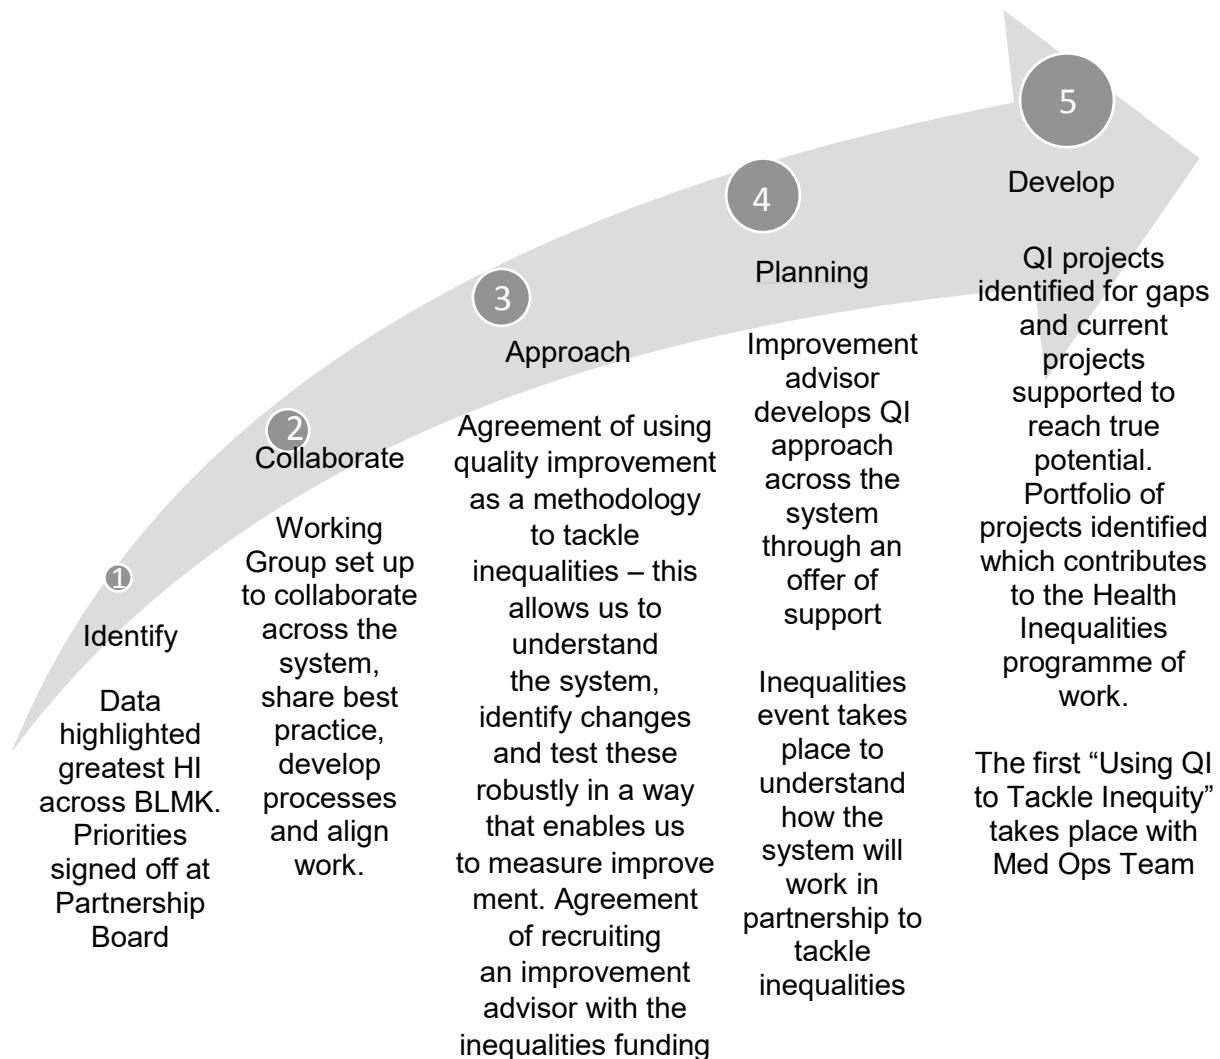 1
Identify
Data
highlighted
greatest HI
across BLMK.
Priorities
signed off at
Partnership
Board
2
Collaborate
Working
Group set up
to collaborate
across the
system,
share best
practice,
develop
processes
and align
work.
3
Approach
Agreement of using
quality improvement
as a methodology
to tackle
inequalities – this
allows us to
understand
the system,
identify changes
and test these
robustly in a way
that enables us
to measure improve
ment. Agreement
of recruiting
an improvement
advisor with the
inequalities funding
4
Planning
Improvement
advisor
develops QI
approach
across the
system
through an
offer of
support
Inequalities
event takes
place to
understand
how the
system will
work in
partnership to
tackle
inequalities
5
Develop
QI projects
identified for gaps
and current
projects
supported to
reach true
potential.
Portfolio of
projects identified
which contributes
to the Health
Inequalities
programme of
work.
The first “Using QI
to Tackle Inequity”
takes place with
Med Ops Team